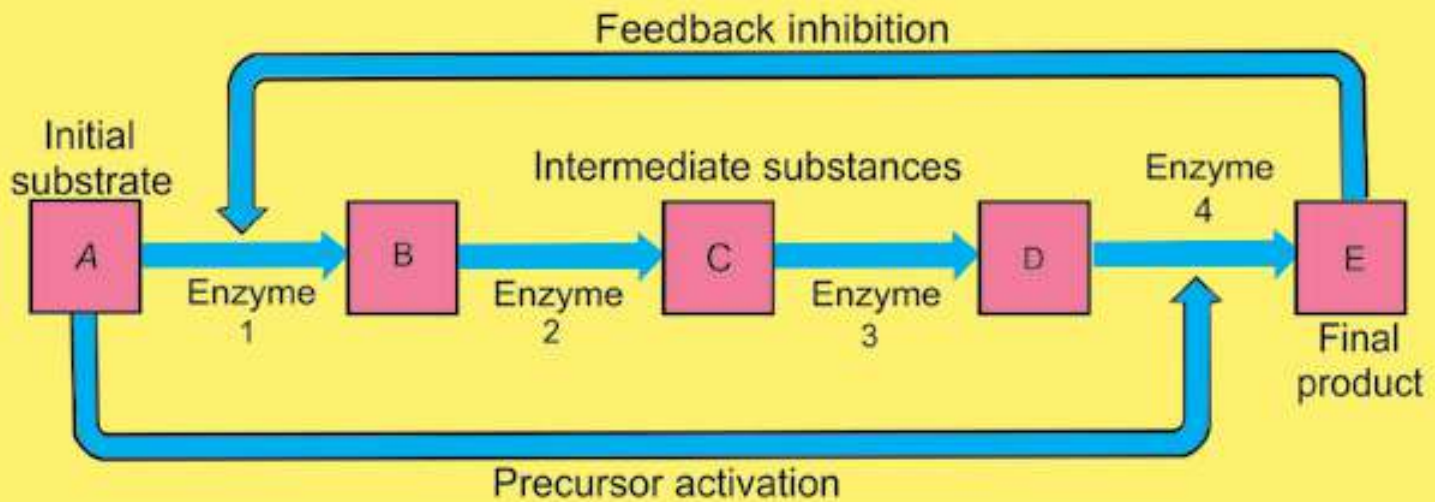 Feedback inhibition
Initial
substrate
Intermediate substances
Enzyme
4
A
B
C
D
E
Enzyme
1
Enzyme
2
Enzyme
3
Final
product
Precursor activation